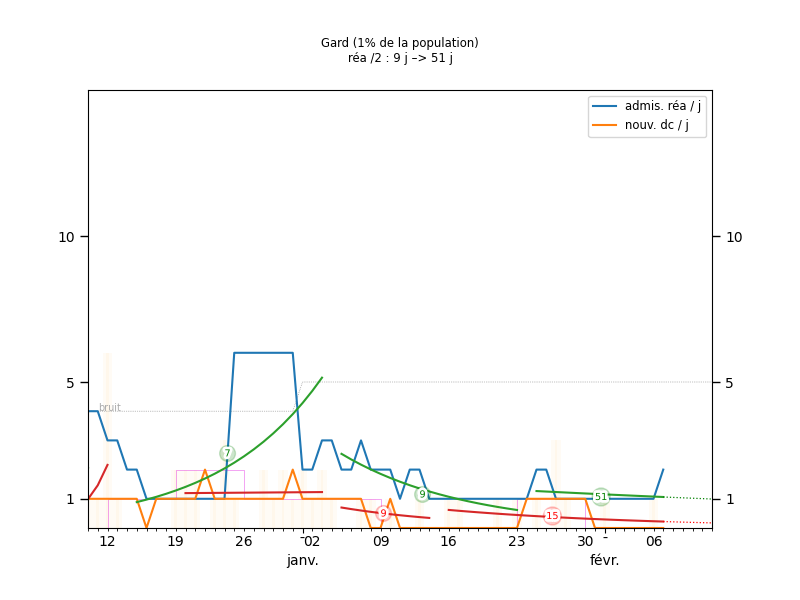 Gard (1% de la population)
réa /2 : 9 j –> 51 j
admis. réa / j
nouv. dc / j
10
10
5
5
bruit
7
9
51
1
1
9
15
12
19
26
02
09
16
23
30
06
janv.
févr.